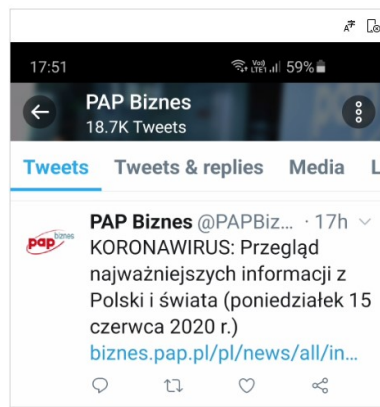 17:51 Vo) LTE1 59%
PAP Biznes
18.7K Tweets
Tweets Tweets & replies Media L
PAP Biznes @PAPBiz... · 17h
biznes
pap
KORONAWIRUS: Przegląd
najważniejszych informacji z
Polski i świata (poniedziałek 15
czerwca 2020 r.)
biznes.pap.pl/pl/news/all/in...